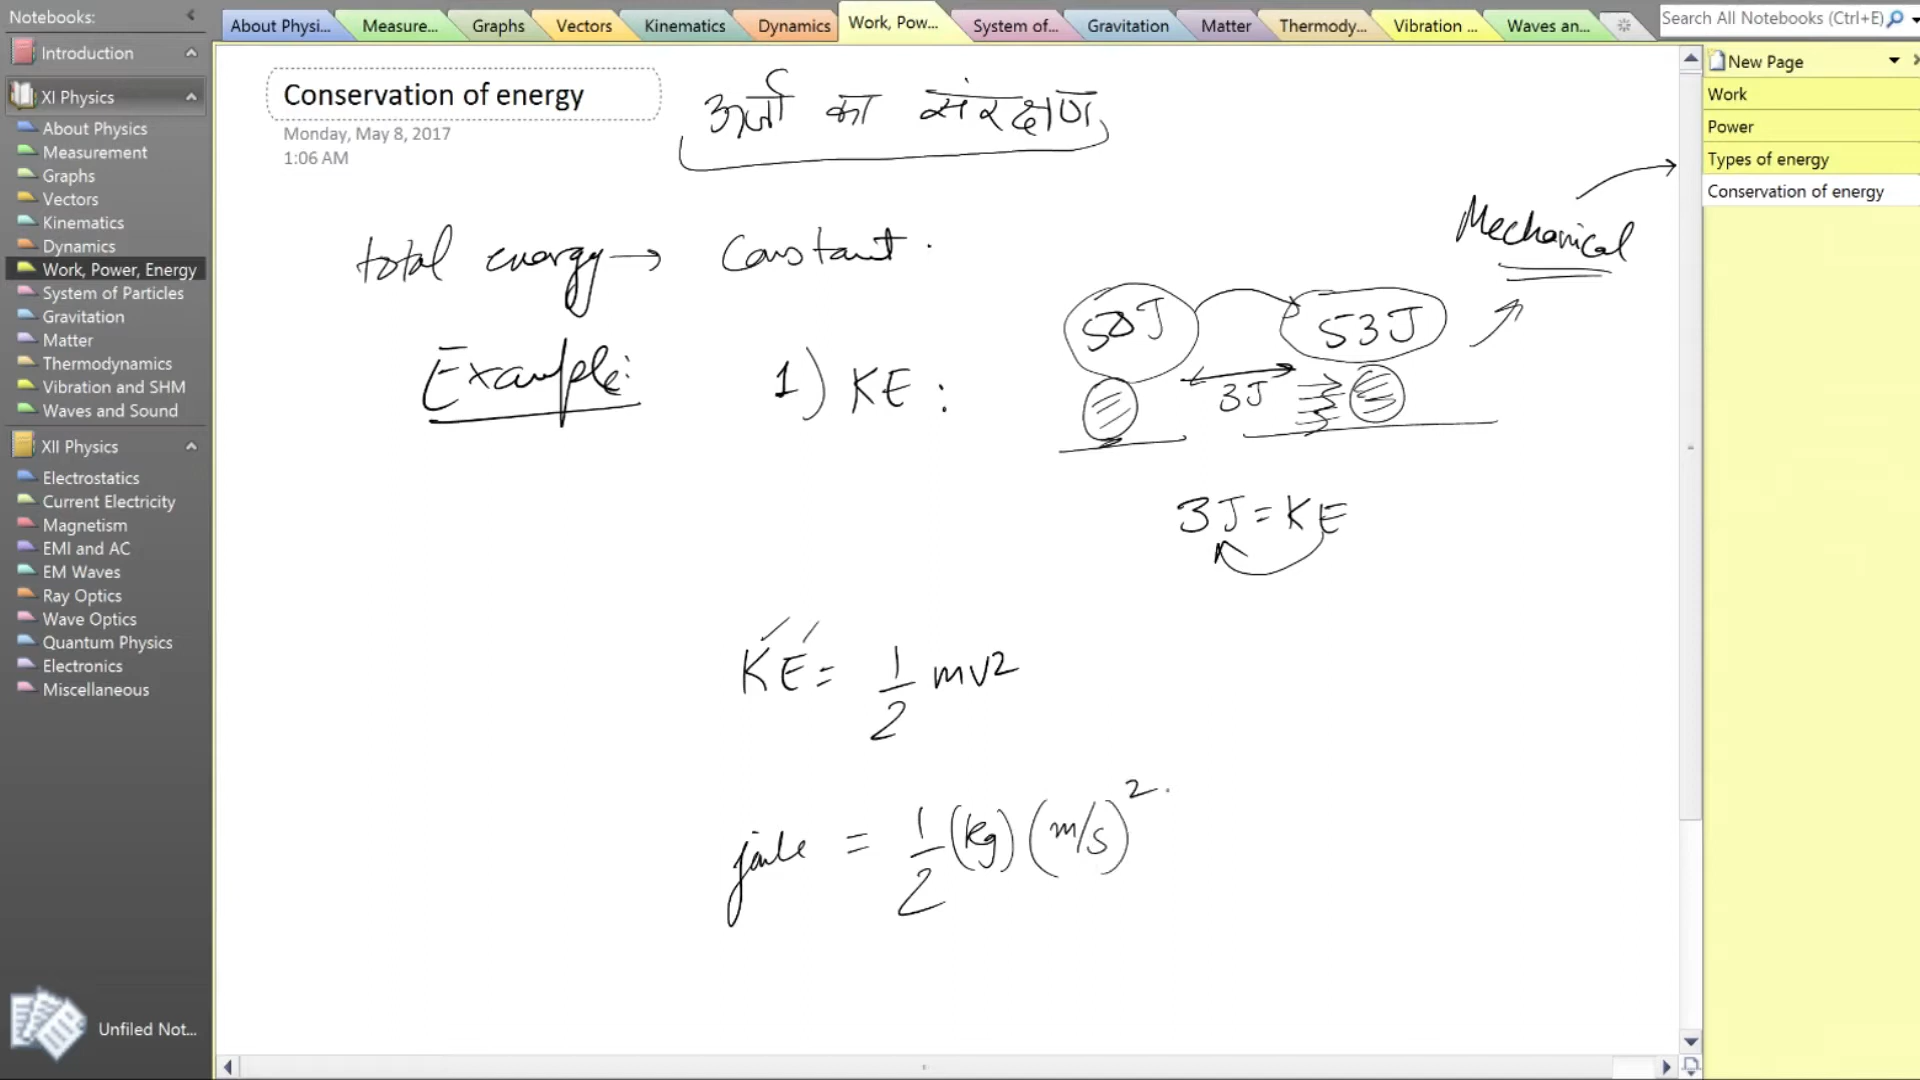 Notebooks:
Introduction
XI Physics
About Physics
Measurement
Graphs
Vectors
Kinematics
Dynamics
Work, Power, Energy
System of Particles
Gravitation
Matter
Thermodynamics
Vibration and SHM
Waves and Sound
XII Physics
Electrostatics
Current Electricity
Magnetism
EMI and AC
EM Waves
Ray Optics
Wave Optics
Quantum Physics
Electronics
Miscellaneous
Unfiled Not...
About Physi... Measure... Graphs Vectors Kinematics Dynamics Work, Pow... System of... Gravitation Matter Thermody... Vibration ... Waves an...
Search All Notebooks (Ctrl+E)
Conservation of energy
Monday, May 8, 2017
1:06 AM
ऊर्जा का संरक्षण
total energy → Constant.
Mechanical
50J 53J
Example: 1) KE : 3J
3J = KE
KE = 1/2 mv2
joule = 1/2 (kg) (m/s)²
New Page
Work
Power
Types of energy
Conservation of energy